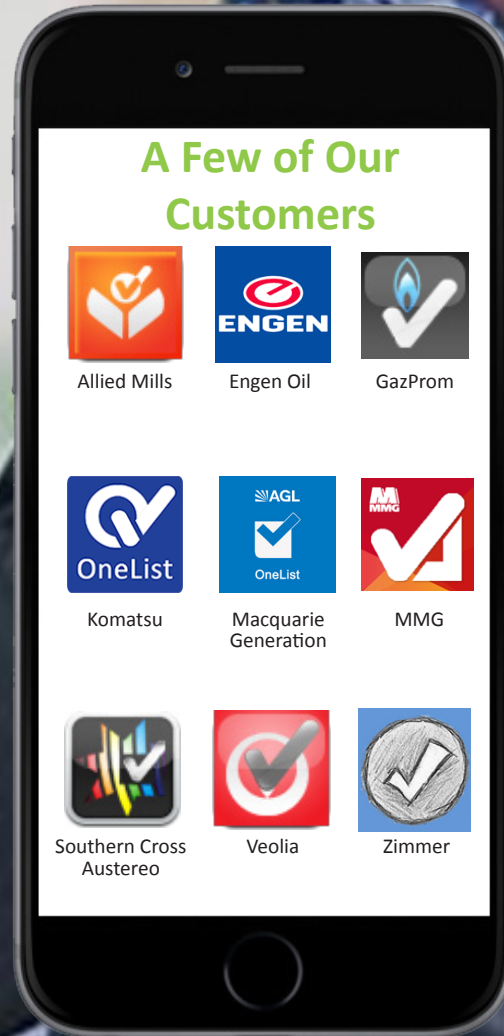 A Few of Our
Customers
ENGEN
Allied Mills
Engen Oil
GazProm
OneList
AGL
OneList
MMG
Komatsu
Macquarie
Generation
MMG
Southern Cross
Austereo
Veolia
Zimmer